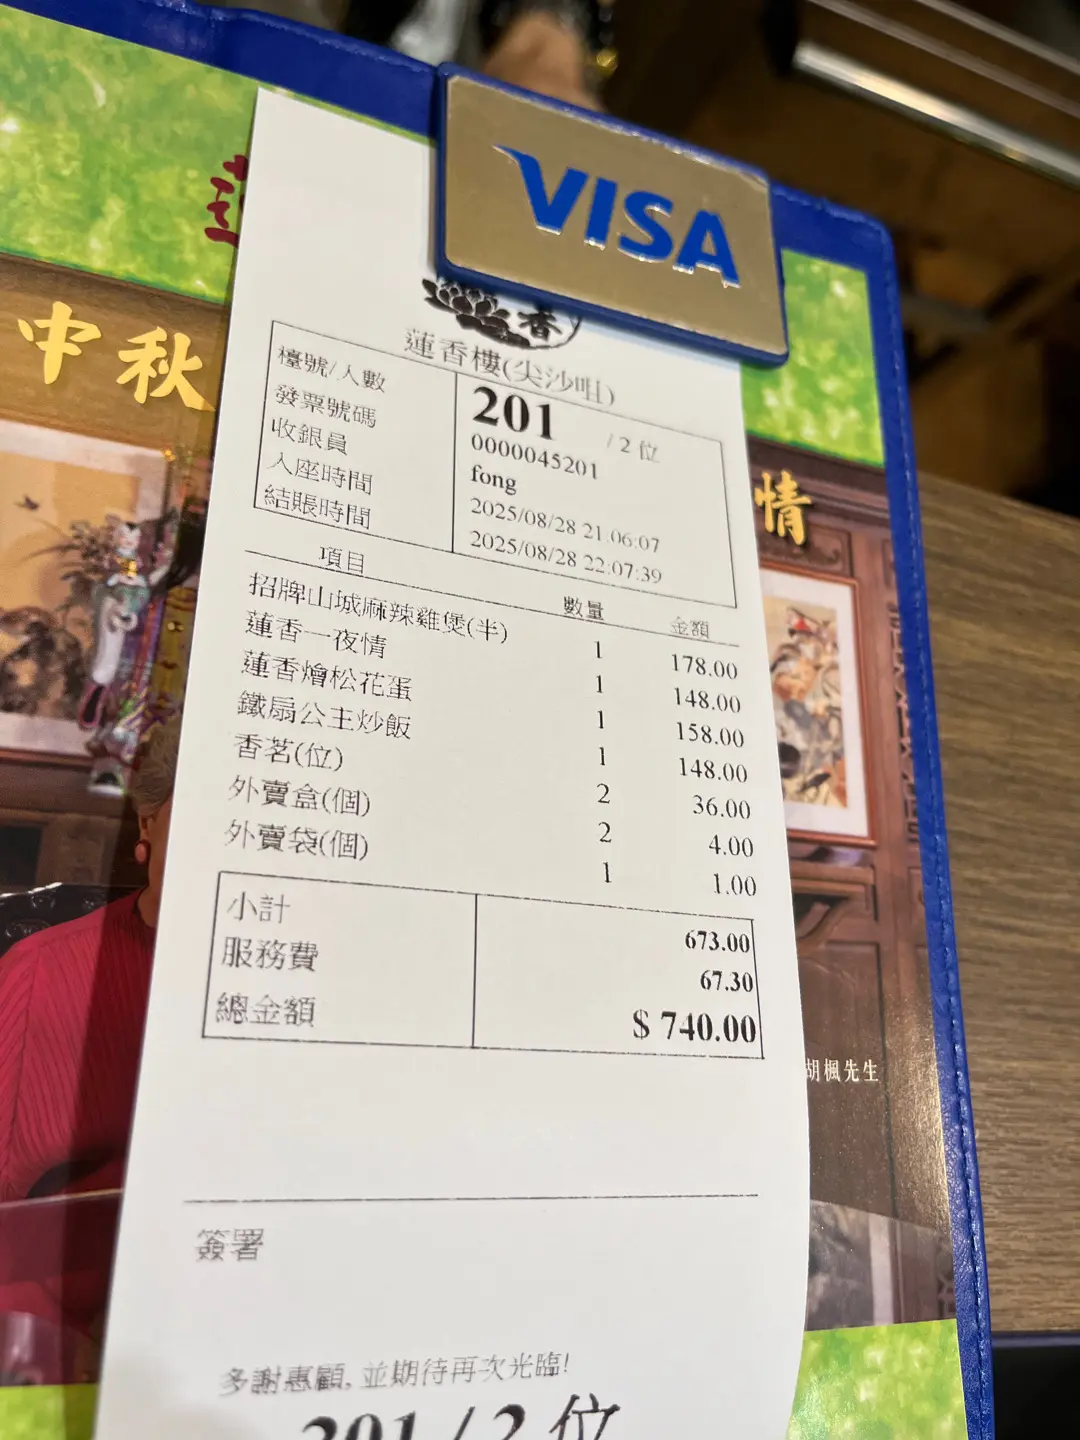 VISA
中秋
情
香
蓮香樓(尖沙咀)
檯號/人數 201 /2 位
發票號碼 0000045201
收銀員 fong
入座時間 2025/08/28 21:06:07
結賬時間 2025/08/28 22:07:39
項目 數量 金額
招牌山城麻辣雞煲(半) 1 178.00
蓮香一夜情 1 148.00
蓮香燴松花蛋 1 158.00
鐵扇公主炒飯 1 148.00
香茗(位) 2 36.00
外賣盒(個) 2 4.00
外賣袋(個) 1 1.00
小計 673.00
服務費 67.30
總金額 $ 740.00
胡楓先生
簽署
多謝惠顧, 並期待再次光臨!
201 / 2 位